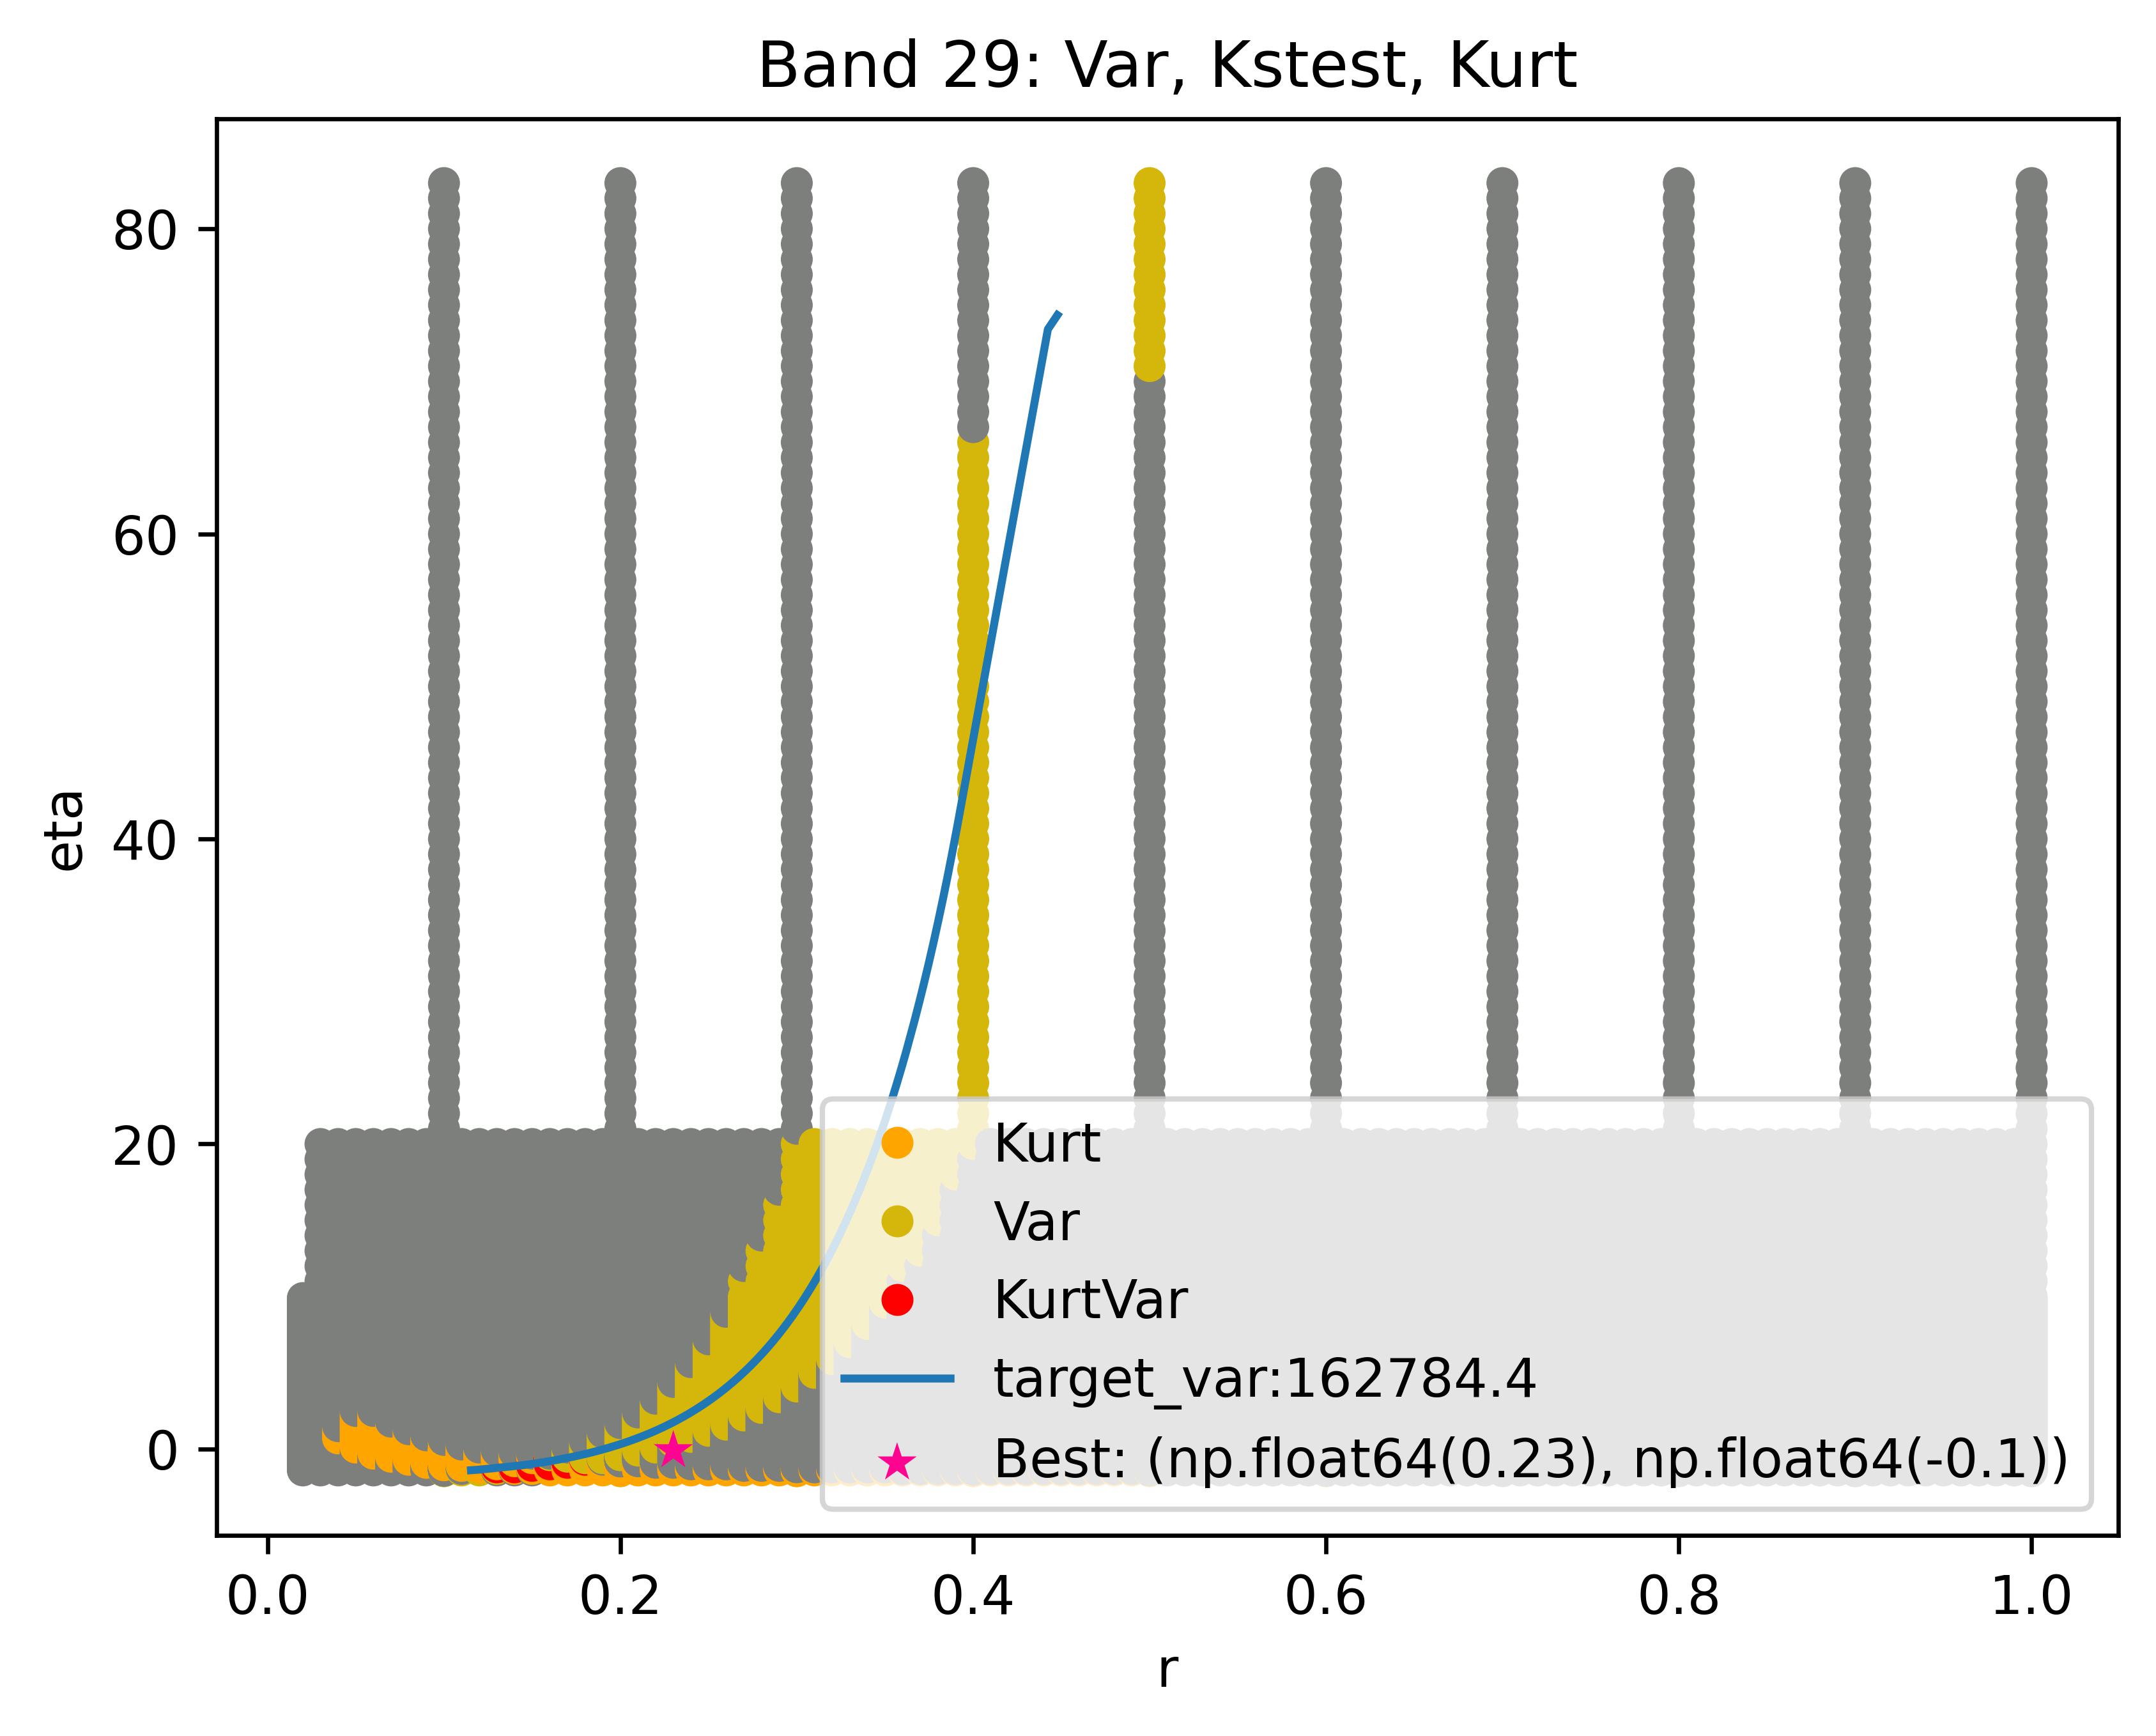 Band 29: Var, Kstest, Kurt
eta
80
60
40
20
0
Kurt
Var
KurtVar
target_var:162784.4
Best: (np.float64(0.23), np.float64(-0.1))
0.0 0.2 0.4 0.6 0.8 1.0
r